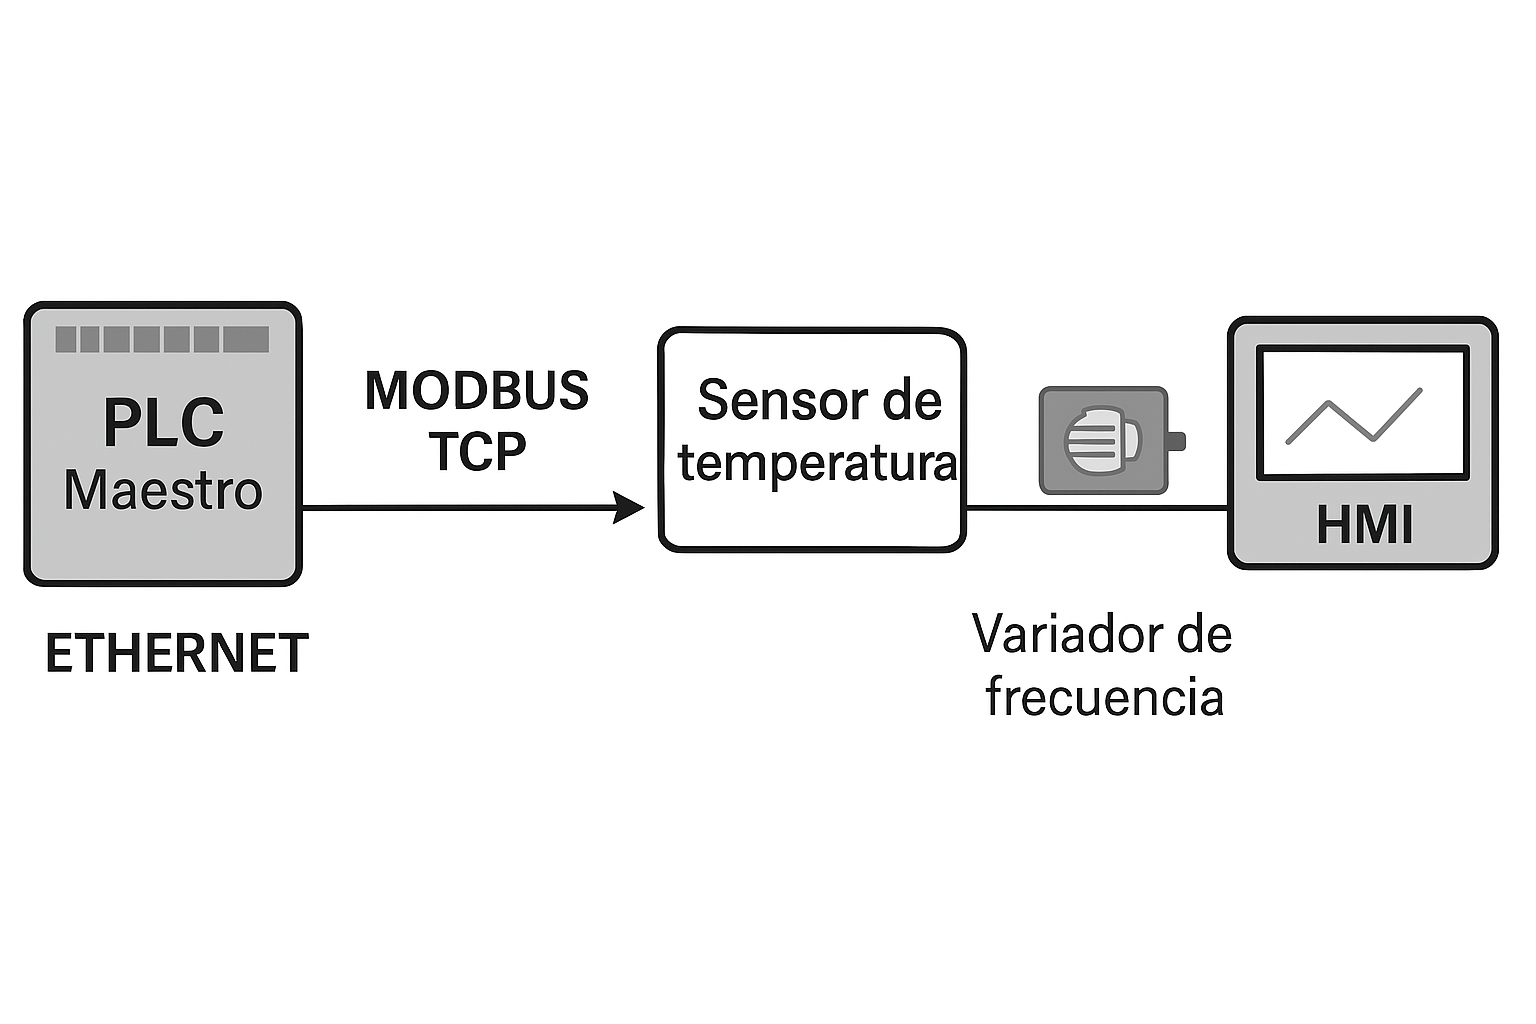 PLC
Maestro
ETHERNET
MODBUS
TCP
Sensor de
temperatura
Variador de
frecuencia
HMI